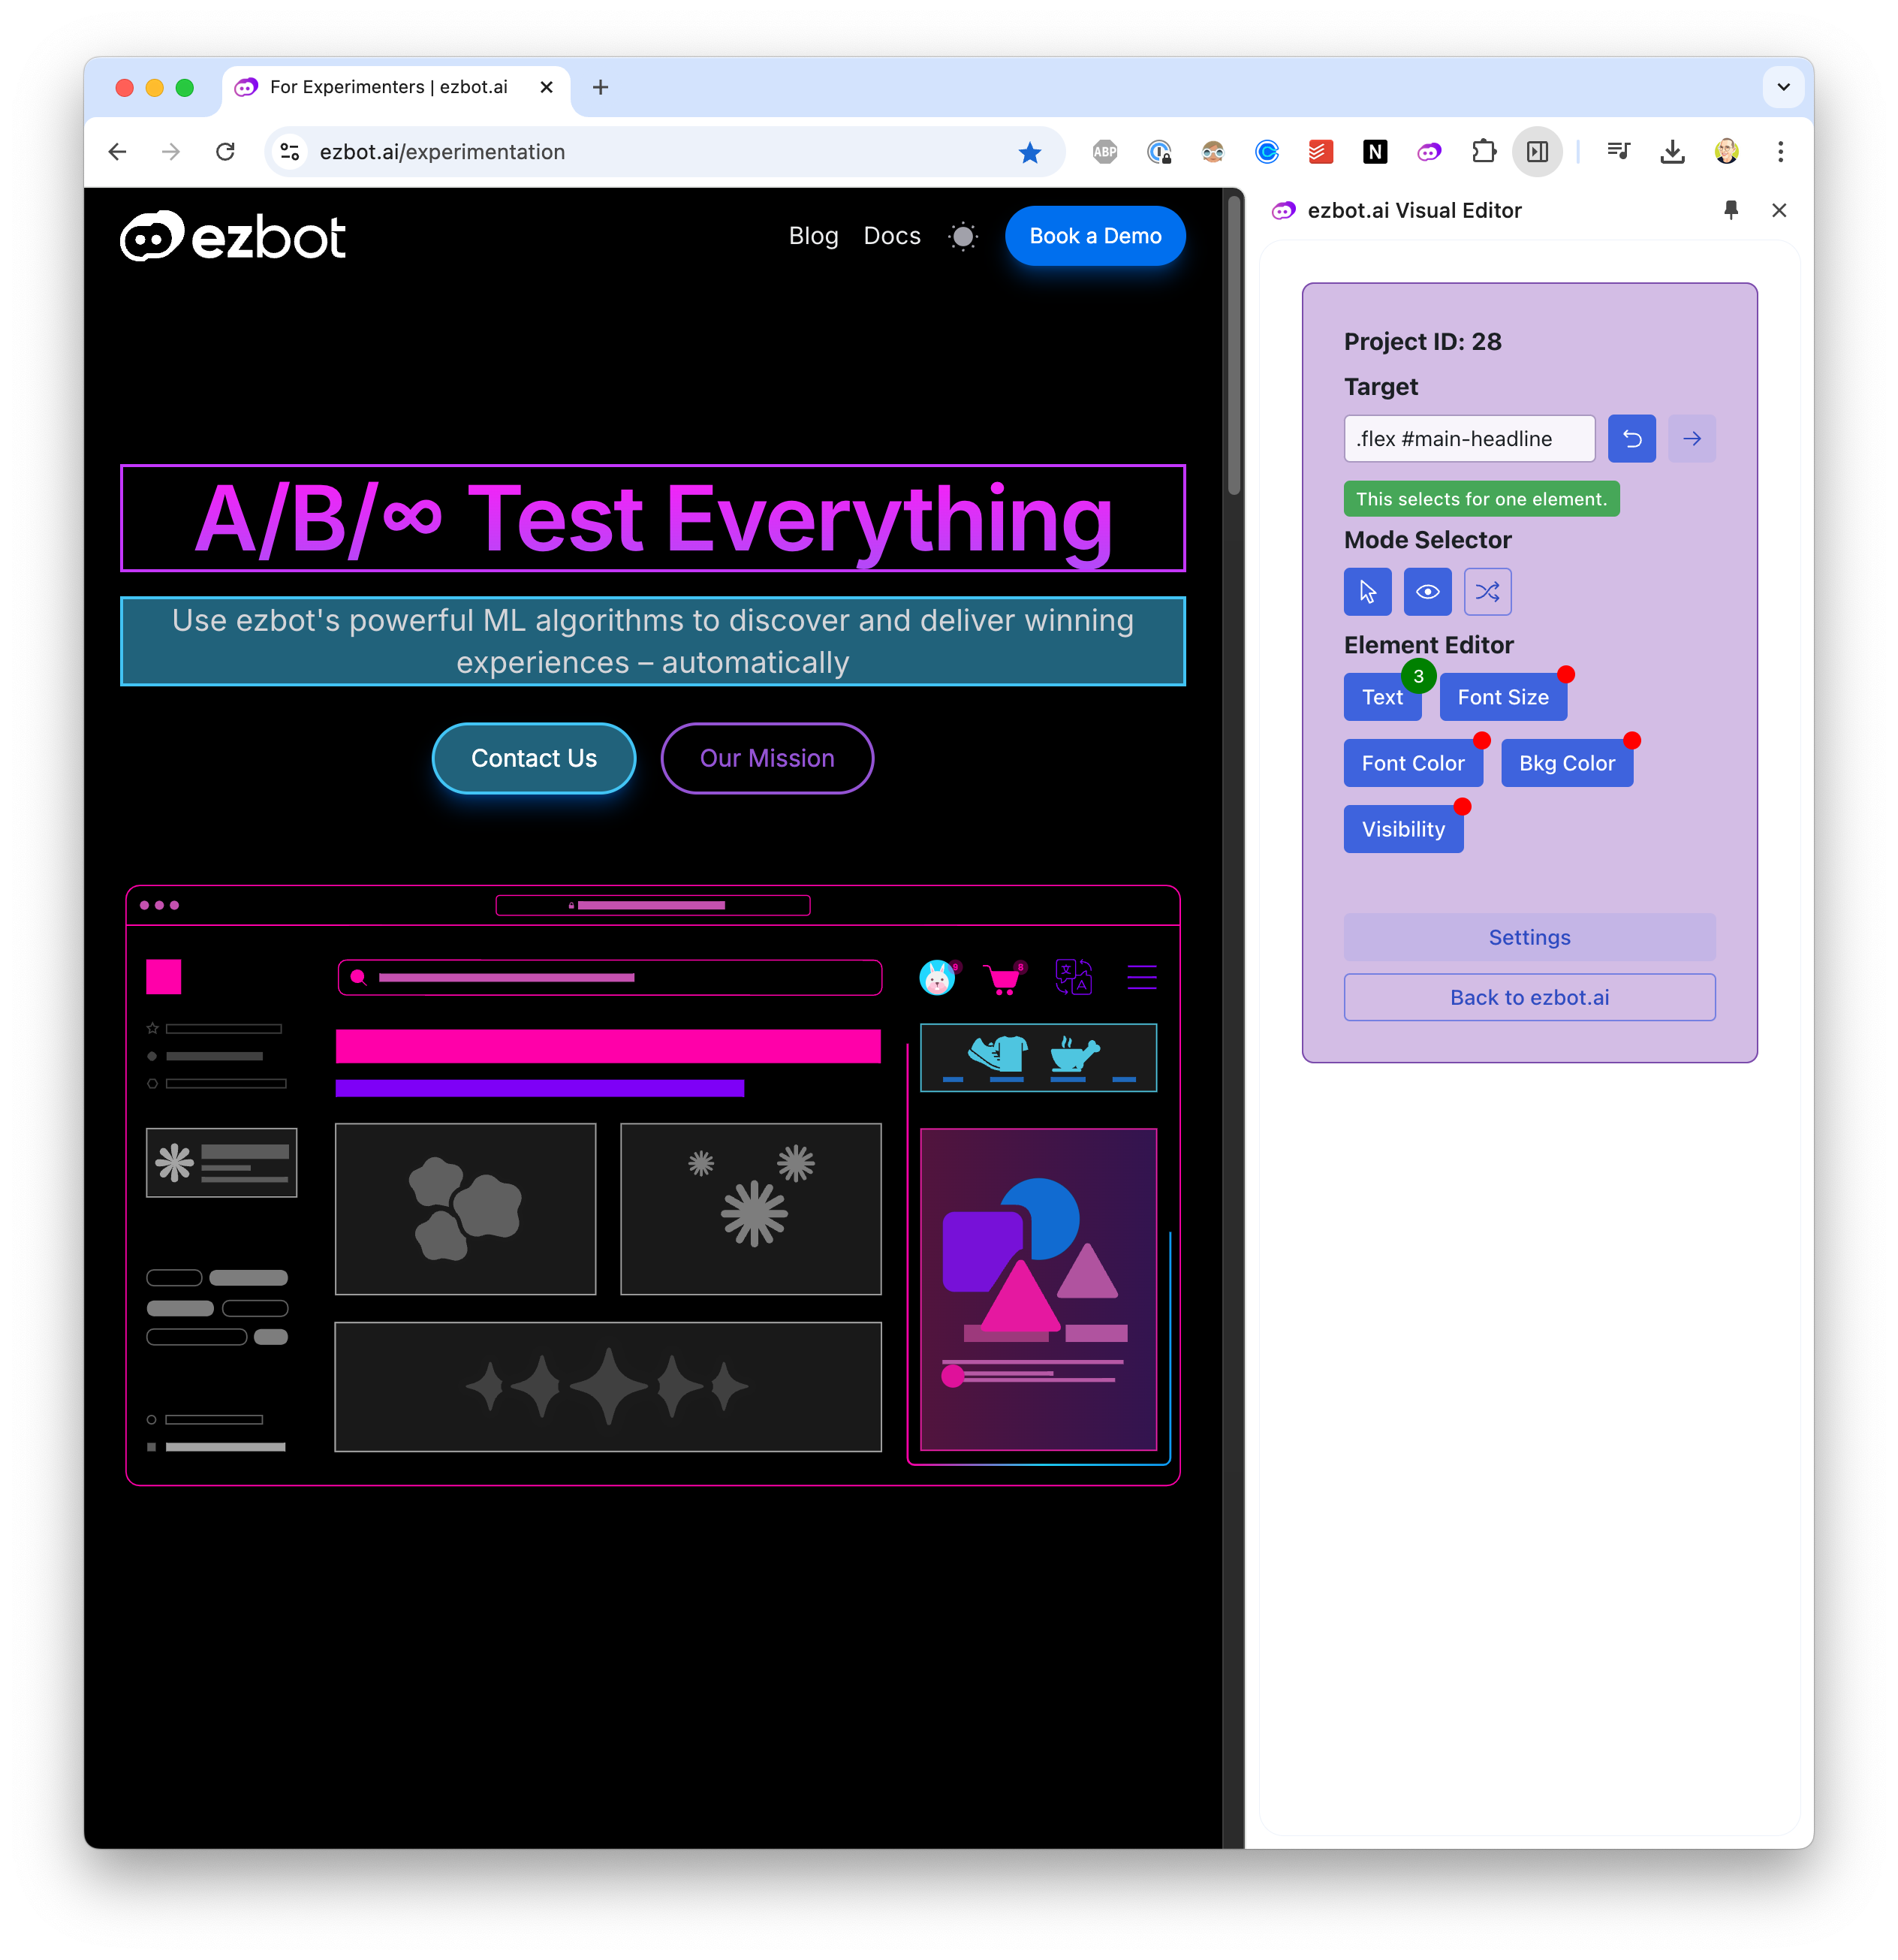 For Experimenters | ezbot.ai
ezbot.ai/experimentation
ABP
N
ezbot
Blog
Docs
Book a Demo
A/B/∞ Test Everything
Use ezbot's powerful ML algorithms to discover and deliver winning
experiences – automatically
Contact Us
Our Mission
8
文
A
ezbot.ai Visual Editor
Project ID: 28
Target
.flex #main-headline
This selects for one element.
Mode Selector
Element Editor
Text
3
Font Size
Font Color
Bkg Color
Visibility
Settings
Back to ezbot.ai